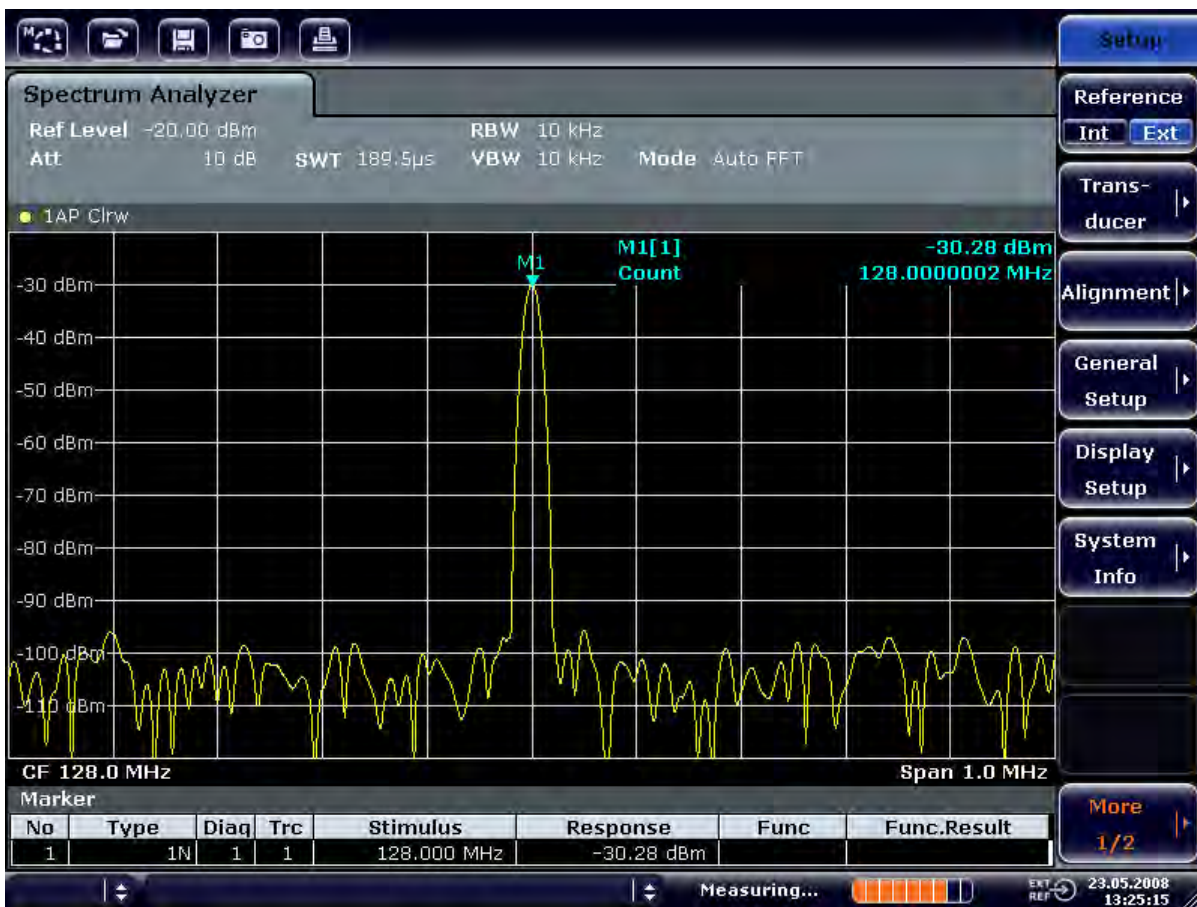 Setup
Spectrum Analyzer
Ref Level -20.00 dBm RBW 10 kHz
Att 10 dB SWT 189.5µs VBW 10 kHz Mode Auto FFT
1AP Clrw
M1[1] -30.28 dBm
Count 128.0000002 MHz
M1
-30 dBm
-40 dBm
-50 dBm
-60 dBm
-70 dBm
-80 dBm
-90 dBm
-100 dBm
-110 dBm
CF 128.0 MHz Span 1.0 MHz
Marker
No Type Diag Trc Stimulus Response Func Func.Result
1 1N 1 1 128.000 MHz -30.28 dBm
Measuring... EXT REF 23.05.2008
13:25:15
Reference
Int Ext
Trans-
ducer
Alignment
General
Setup
Display
Setup
System
Info
More
1/2
M